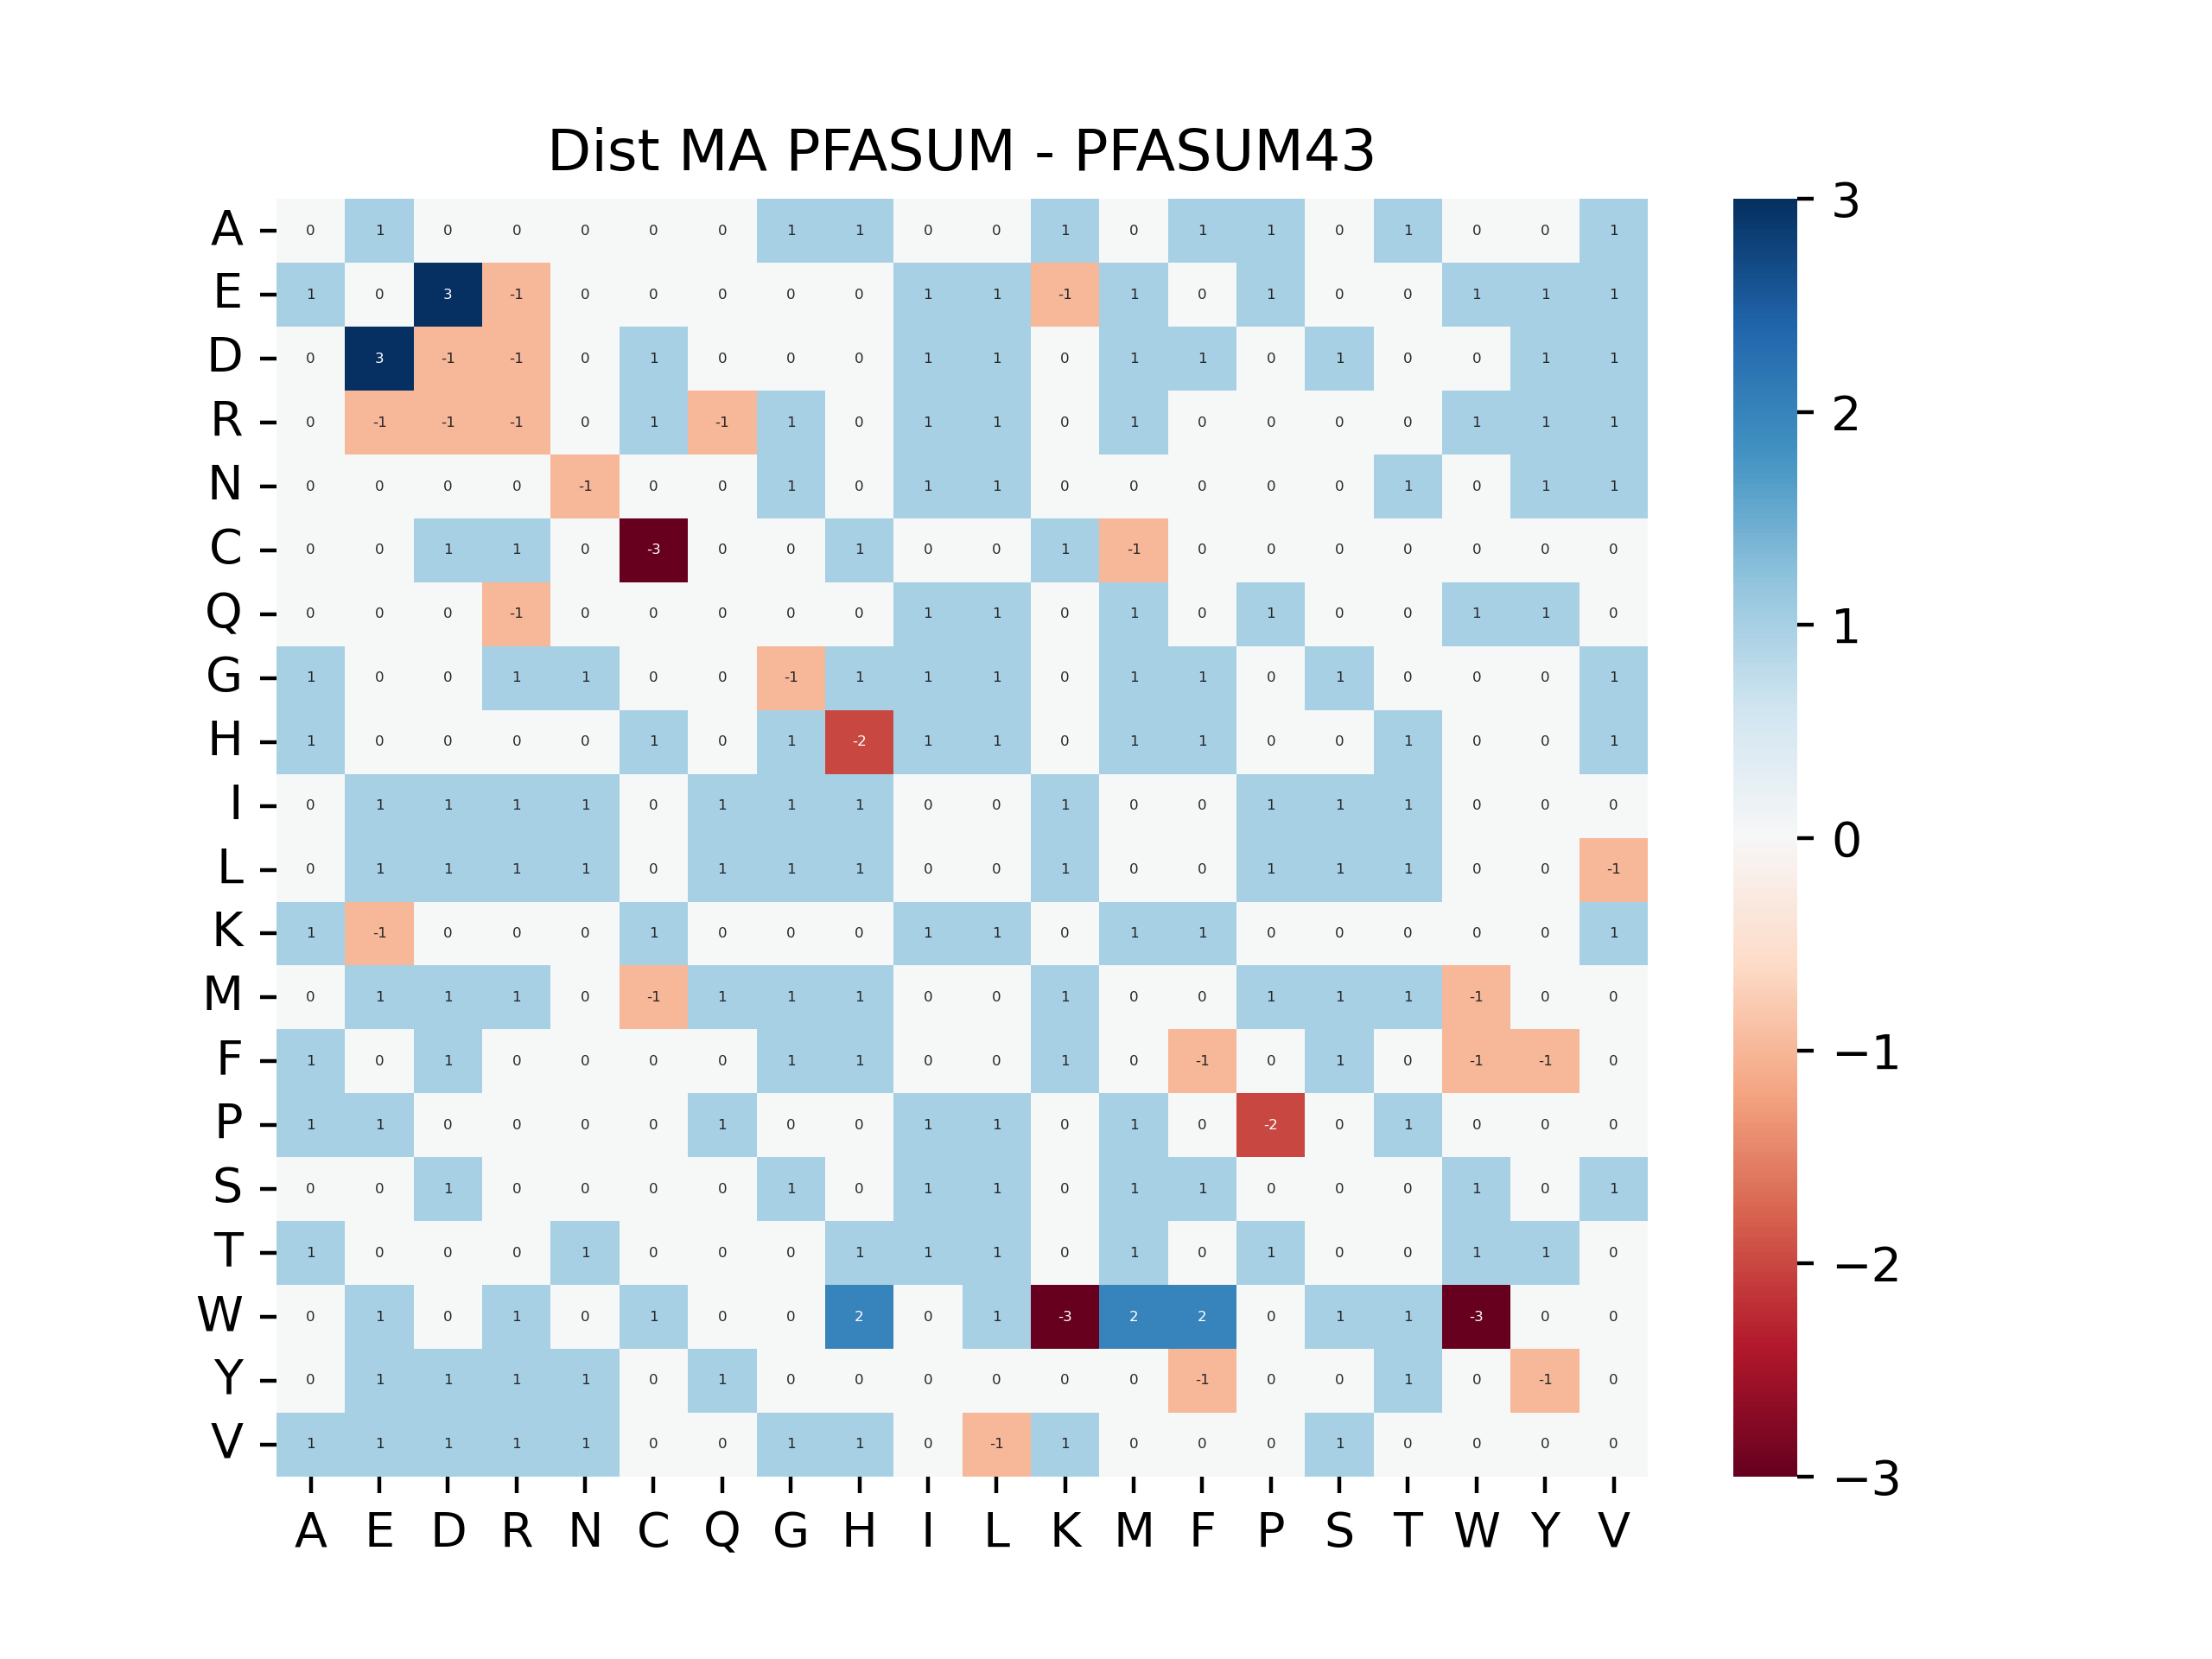 Dist MA PFASUM - PFASUM43
A 0 1 0 0 0 0 0 1 1 0 0 1 0 1 1 0 1 0 0 1
E 1 0 3 -1 0 0 0 0 0 1 1 -1 1 0 1 0 0 1 1 1
D 0 3 -1 -1 0 1 0 0 0 1 1 0 1 1 0 1 0 0 1 1
R 0 -1 -1 -1 0 1 -1 1 0 1 1 0 1 0 0 0 0 1 1 1
N 0 0 0 0 -1 0 0 1 0 1 1 0 0 0 0 0 1 0 1 1
C 0 0 1 1 0 -3 0 0 1 0 0 1 -1 0 0 0 0 0 0 0
Q 0 0 0 -1 0 0 0 0 0 1 1 0 1 0 1 0 0 1 1 0
G 1 0 0 1 1 0 0 -1 1 1 1 0 1 1 0 1 0 0 0 1
H 1 0 0 0 0 1 0 1 -2 1 1 0 1 1 0 0 1 0 0 1
I 0 1 1 1 1 0 1 1 1 0 0 1 0 0 1 1 1 0 0 0
L 0 1 1 1 1 0 1 1 1 0 0 1 0 0 1 1 1 0 0 -1
K 1 -1 0 0 0 1 0 0 0 1 1 0 1 1 0 0 0 0 0 1
M 0 1 1 1 0 -1 1 1 1 0 0 1 0 0 1 1 1 -1 0 0
F 1 0 1 0 0 0 0 1 1 0 0 1 0 -1 0 1 0 -1 -1 0
P 1 1 0 0 0 0 1 0 0 1 1 0 1 0 -2 0 1 0 0 0
S 0 0 1 0 0 0 0 1 0 1 1 0 1 1 0 0 0 1 0 1
T 1 0 0 0 1 0 0 0 1 1 1 0 1 0 1 0 0 1 1 0
W 0 1 0 1 0 1 0 0 2 0 1 -3 2 2 0 1 1 -3 0 0
Y 0 1 1 1 1 0 1 0 0 0 0 0 0 -1 0 0 1 0 -1 0
V 1 1 1 1 1 0 0 1 1 0 -1 1 0 0 0 1 0 0 0 0
A E D R N C Q G H I L K M F P S T W Y V
3
2
1
0
−1
−2
−3